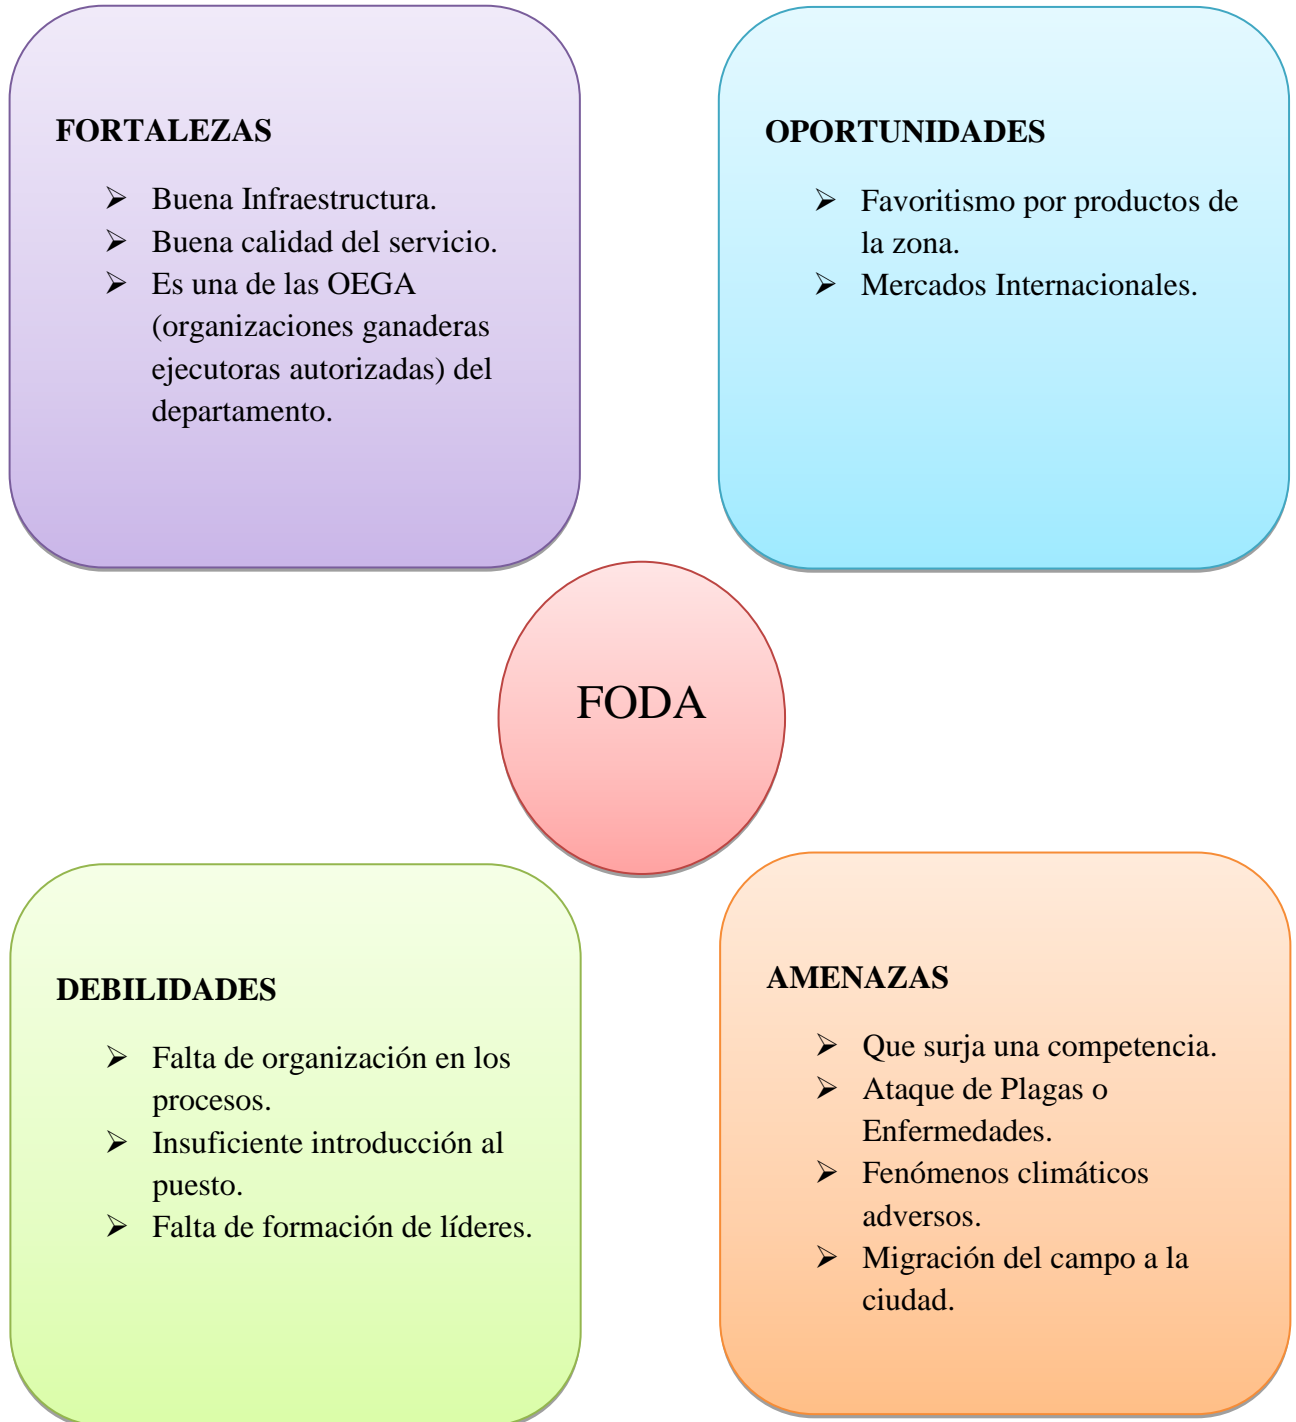 FORTALEZAS
➢ Buena Infraestructura.
➢ Buena calidad del servicio.
➢ Es una de las OEGA
(organizaciones ganaderas
ejecutoras autorizadas) del
departamento.
OPORTUNIDADES
➢ Favoritismo por productos de
la zona.
➢ Mercados Internacionales.
FODA
DEBILIDADES
➢ Falta de organización en los
procesos.
➢ Insuficiente introducción al
puesto.
➢ Falta de formación de líderes.
AMENAZAS
➢ Que surja una competencia.
➢ Ataque de Plagas o
Enfermedades.
➢ Fenómenos climáticos
adversos.
➢ Migración del campo a la
ciudad.